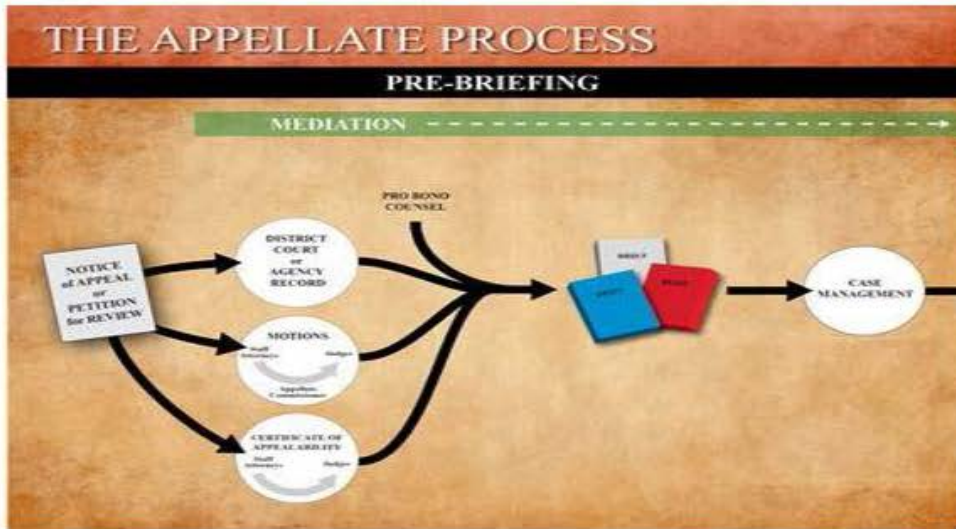 THE APPELLATE PROCESS
PRE-BRIEFING
MEDIATION
PRO BONO
COUNSEL
NOTICE
of APPEAL
or
PETITION
for REVIEW
DISTRICT
COURT
or
AGENCY
RECORD
MOTIONS
Staff
Attorneys
Judges
Appellate
Commissioner
CERTIFICATE OF
APPEALABILITY
Staff
Attorneys
Judges
BRIEF
CASE
MANAGEMENT